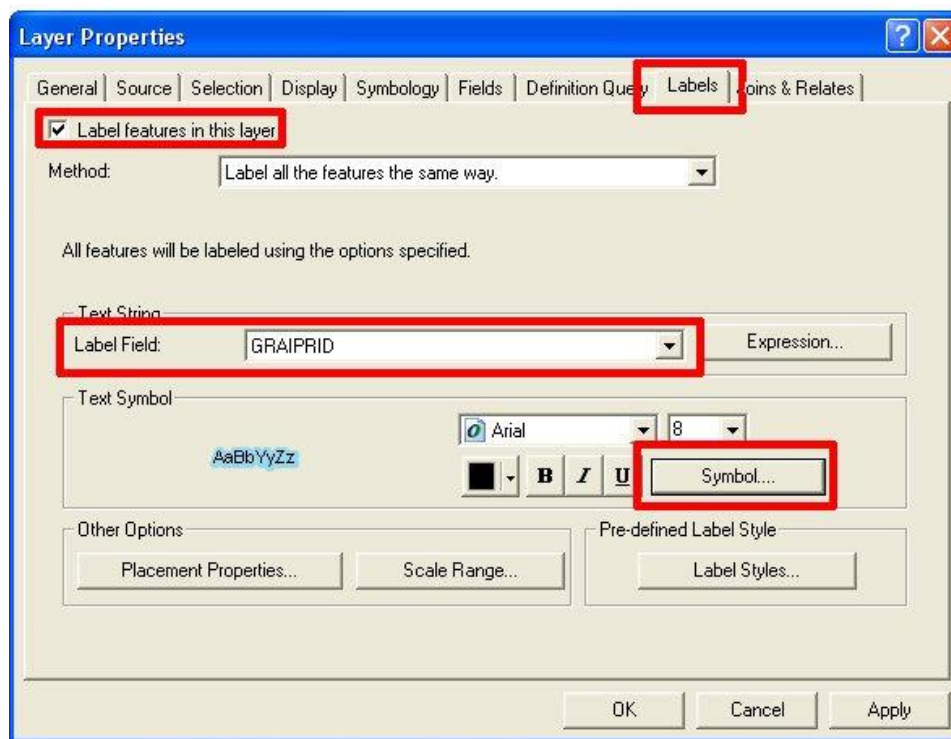 Layer Properties
General Source Selection Display Symbology Fields Definition Query Labels Joins & Relates
Label features in this layer
Method: Label all the features the same way.
All features will be labeled using the options specified.
Text String
Label Field: GRAIPRID Expression...
Text Symbol
AaBbYyZz Arial 8
B I U Symbol....
Other Options Pre-defined Label Style
Placement Properties... Scale Range... Label Styles...
OK Cancel Apply